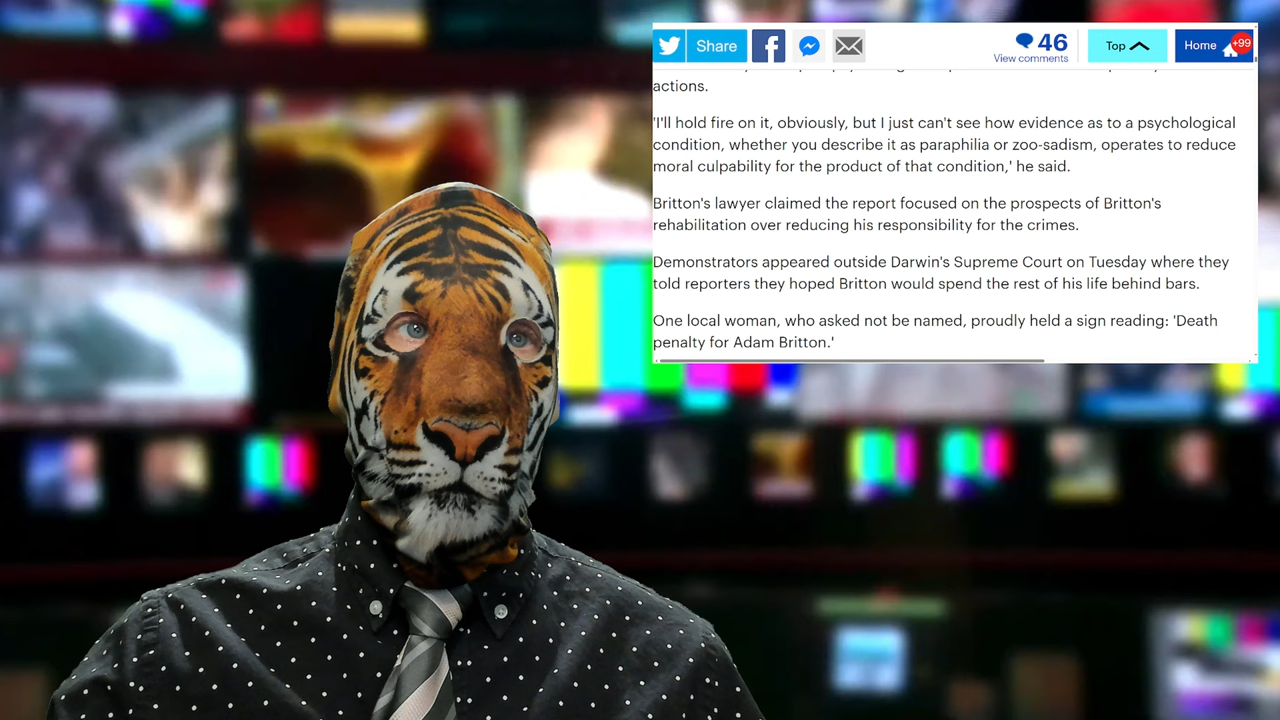 Share
46
View comments
Top
Home
+99
actions.
'I'll hold fire on it, obviously, but I just can't see how evidence as to a psychological
condition, whether you describe it as paraphilia or zoo-sadism, operates to reduce
moral culpability for the product of that condition,' he said.
Britton's lawyer claimed the report focused on the prospects of Britton's
rehabilitation over reducing his responsibility for the crimes.
Demonstrators appeared outside Darwin's Supreme Court on Tuesday where they
told reporters they hoped Britton would spend the rest of his life behind bars.
One local woman, who asked not be named, proudly held a sign reading: 'Death
penalty for Adam Britton.'